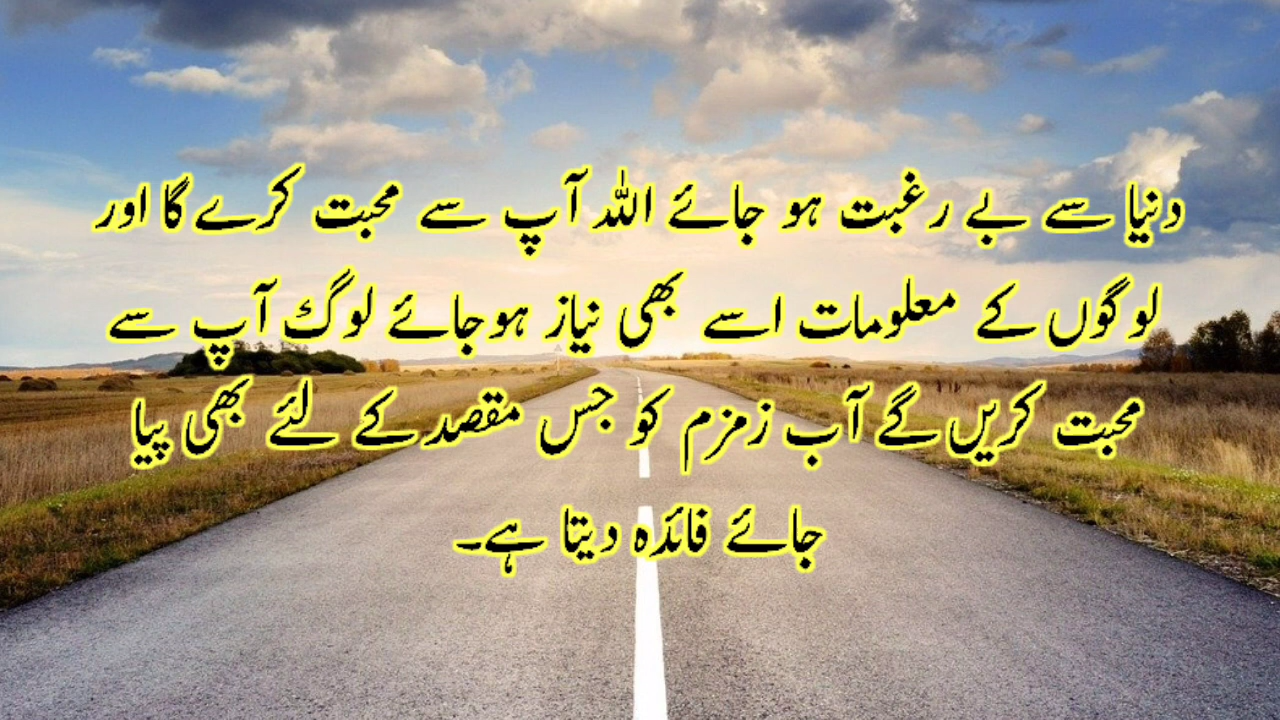 دنیا سے بے رغبت ہو جائے اللہ آپ سے محبت کرے گا اور
لوگوں کے معلومات اسے بھی نیاز ہوجائے لوگ آپ سے
محبت کریں گے آب زمزم کو جس مقصد کے لئے بھی پیا
جائے فائدہ دیتا ہے۔